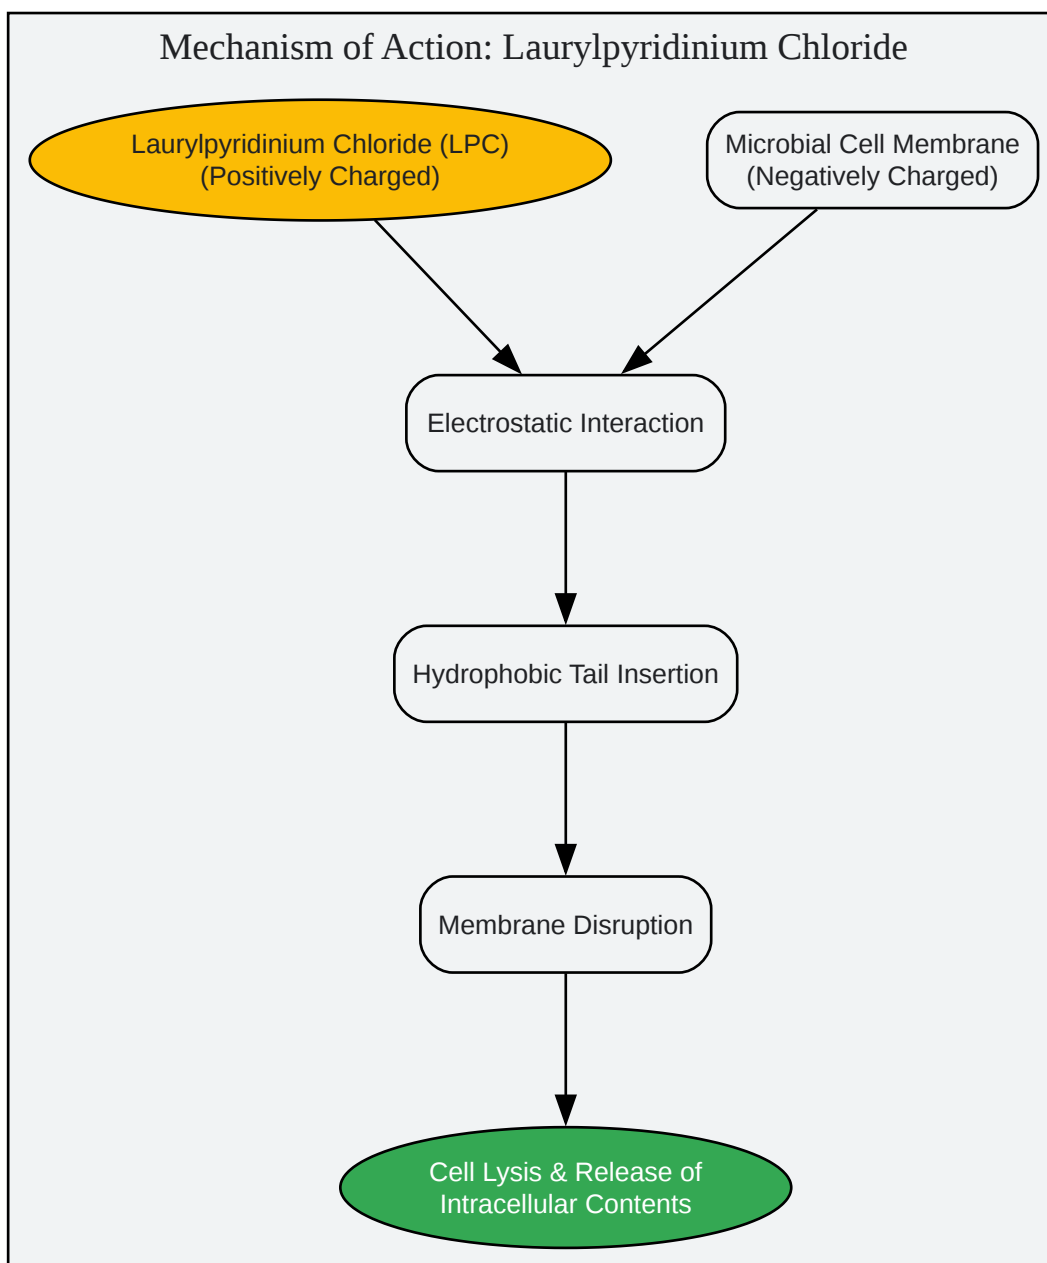 Mechanism of Action: Laurylpyridinium Chloride
Laurylpyridinium Chloride (LPC)
(Positively Charged)
Microbial Cell Membrane
(Negatively Charged)
Electrostatic Interaction
Hydrophobic Tail Insertion
Membrane Disruption
Cell Lysis & Release of
Intracellular Contents